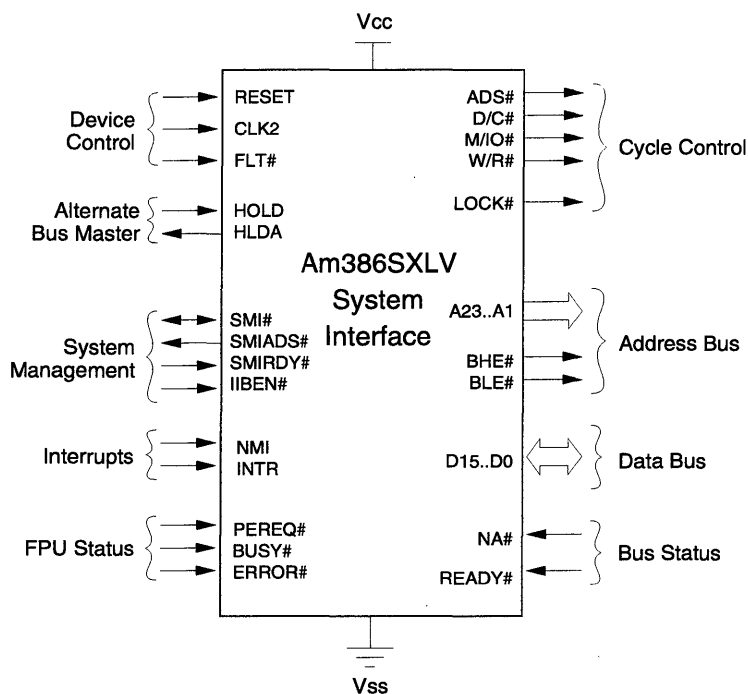 Vcc
Device
Control
RESET
CLK2
FLT#
Alternate
Bus Master
HOLD
HLDA
System
Management
SMI#
SMIADS#
SMIRDY#
IIBEN#
Interrupts
NMI
INTR
FPU Status
PEREQ#
BUSY#
ERROR#
Am386SXLV
System
Interface
ADS#
D/C#
M/IO#
W/R#
LOCK#
Cycle Control
A23..A1
BHE#
BLE#
Address Bus
D15..D0
Data Bus
NA#
READY#
Bus Status
Vss